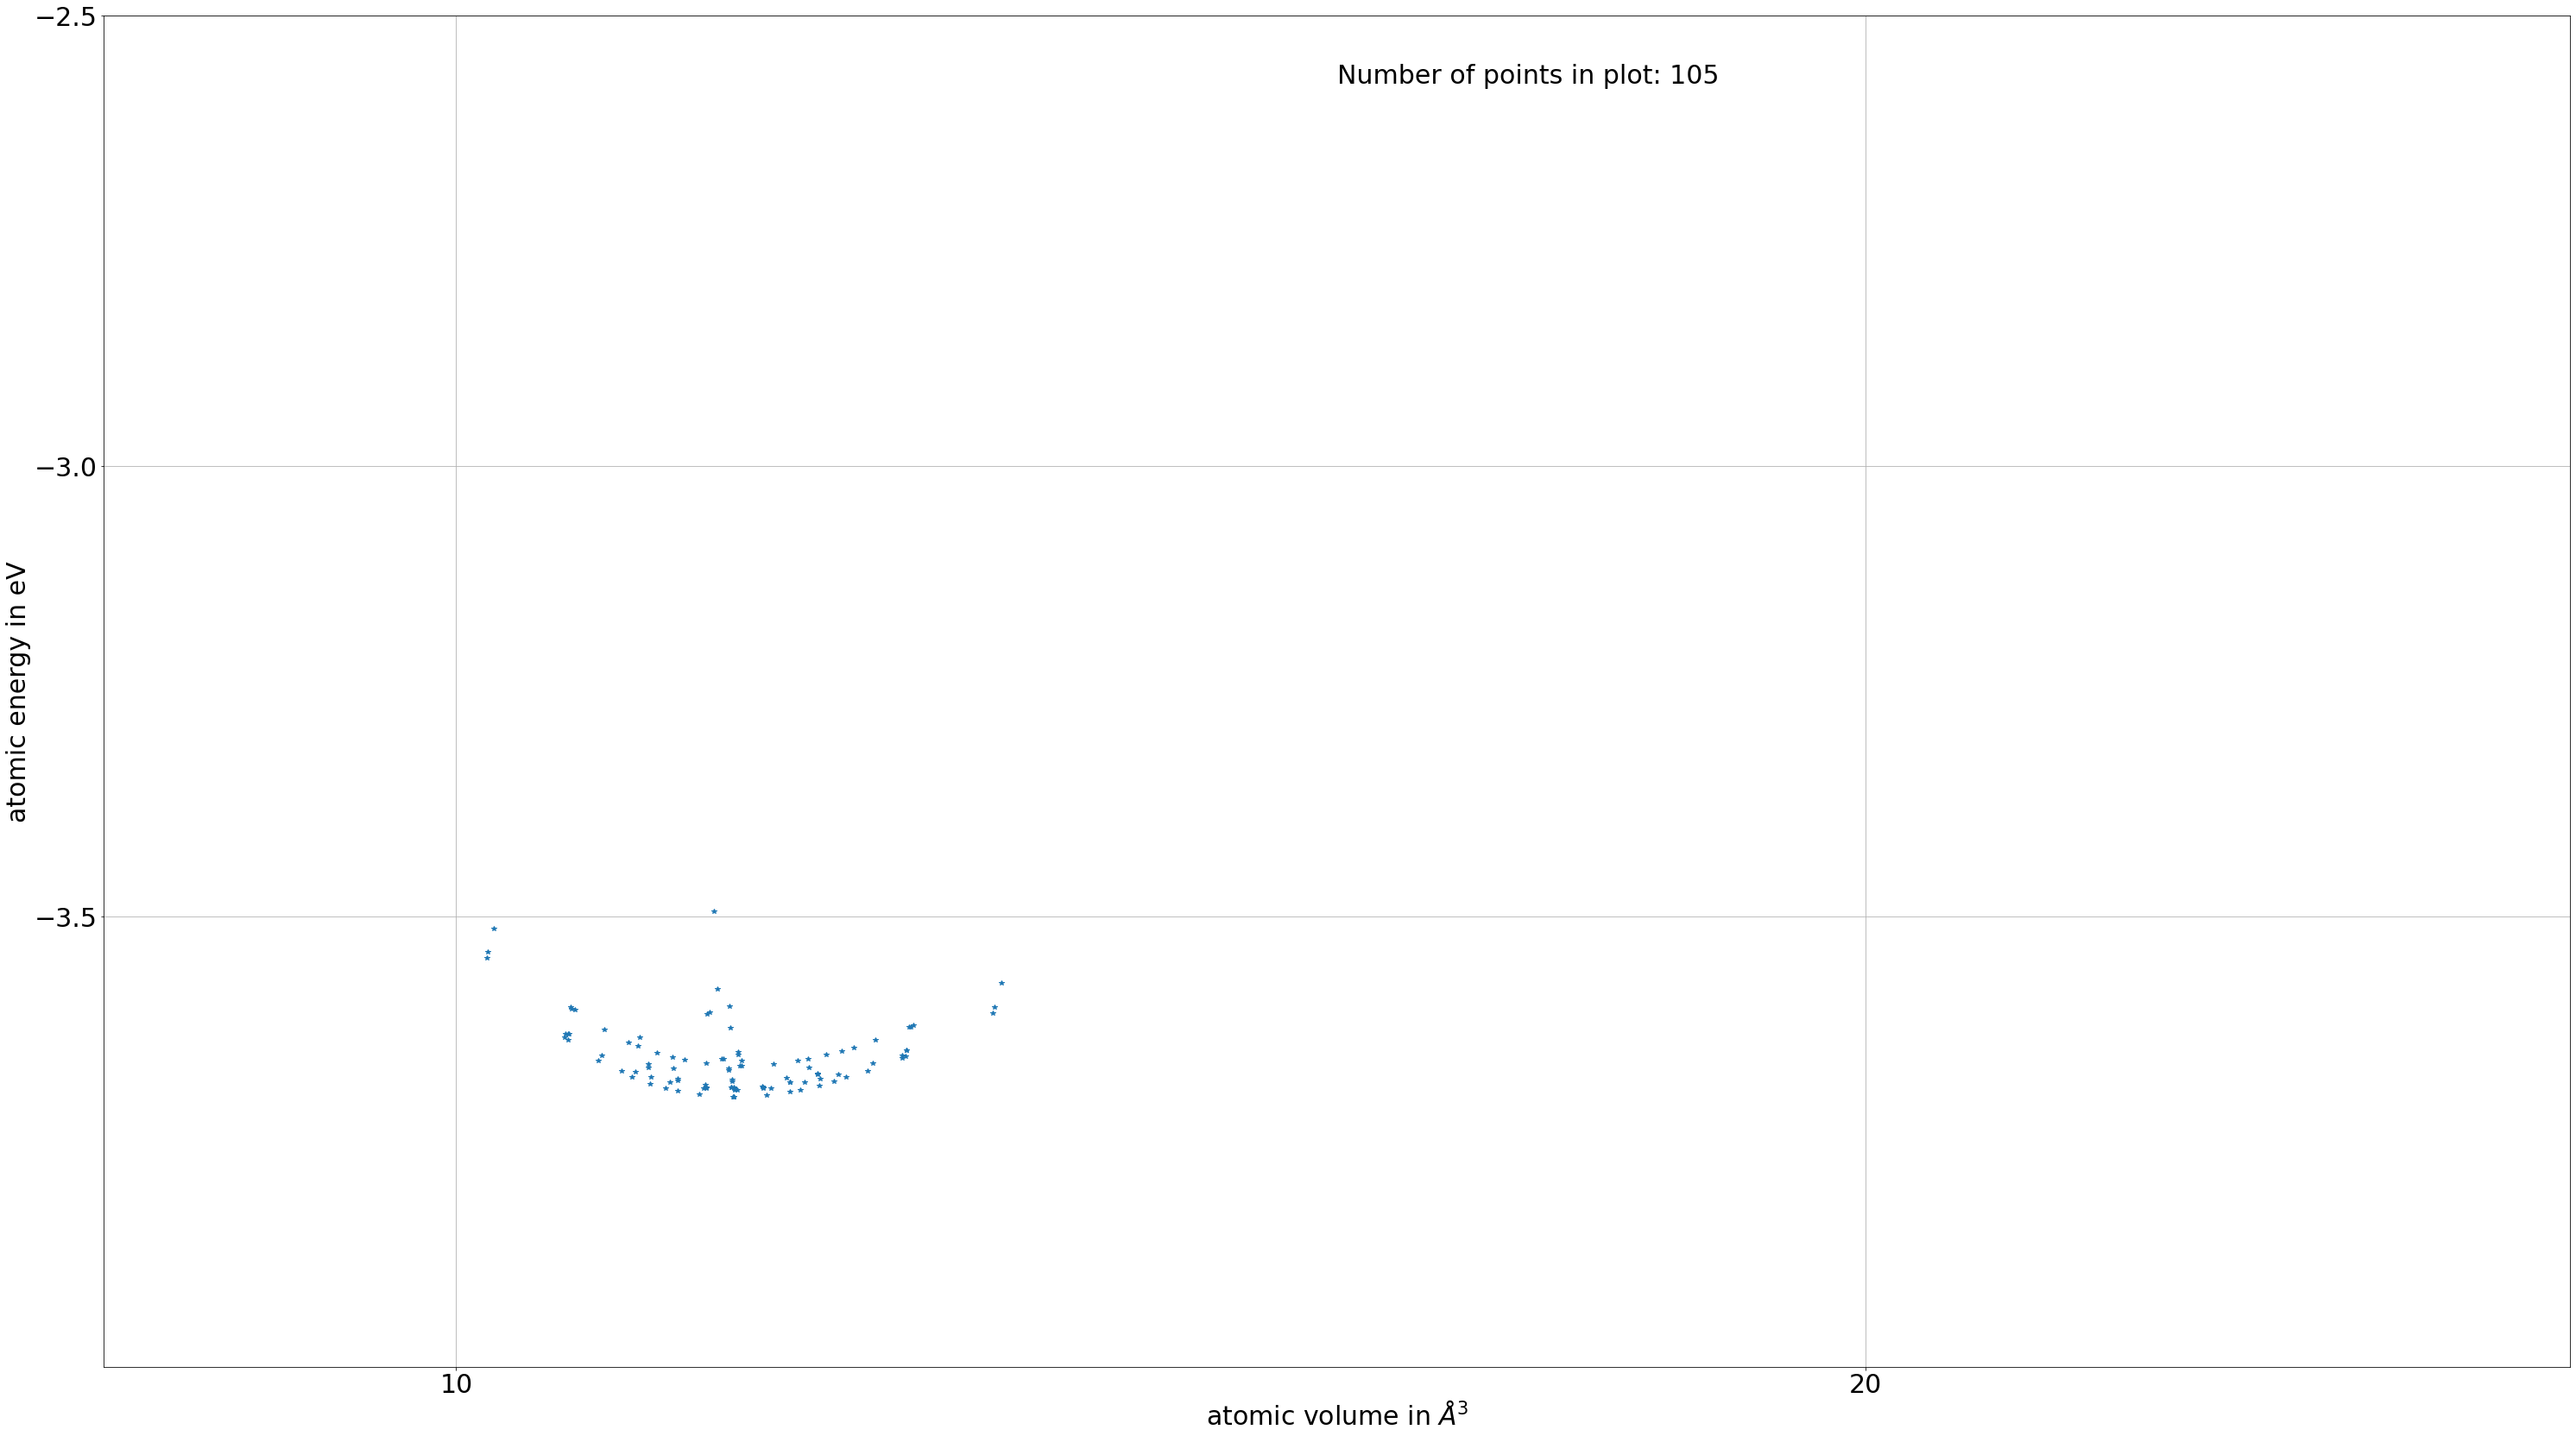 −2.5
Number of points in plot: 105
−3.0
atomic energy in eV
−3.5
10
20
atomic volume in Å³